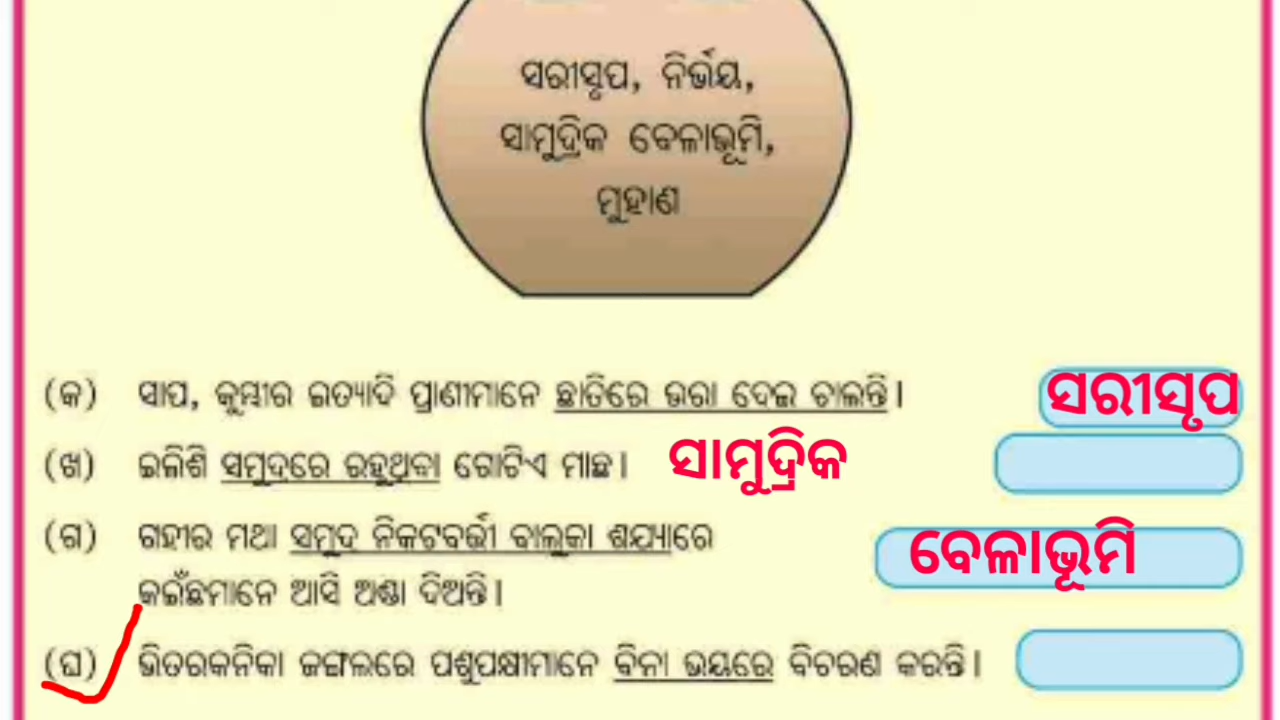 ସରୀସୃପ, ନିର୍ଭୟ,
ସାମୁଦ୍ରିକ ବେଳାଭୂମି,
ମୁହାଣ
(କ) ସାପ, କୁମ୍ଭୀର ଇତ୍ୟାଦି ପ୍ରାଣୀମାନେ ଛାତିରେ ଭରା ଦେଇ ଚାଲନ୍ତି। ସରୀସୃପ
(ଖ) ଇଲିଶି ସମୁଦ୍ରରେ ରହୁଥିବା ଗୋଟିଏ ମାଛ। ସାମୁଦ୍ରିକ
(ଗ) ଗହୀର ମଥା ସମୁଦ୍ର ନିକଟବର୍ତ୍ତୀ ବାଲୁକା ଶଯ୍ୟାରେ ବେଳାଭୂମି
କଇଁଛମାନେ ଆସି ଅଣ୍ଡା ଦିଅନ୍ତି।
(ଘ) ଭିତରକନିକା ଜଙ୍ଗଲରେ ପଶୁପକ୍ଷୀମାନେ ବିନା ଭୟରେ ବିଚରଣ କରନ୍ତି।